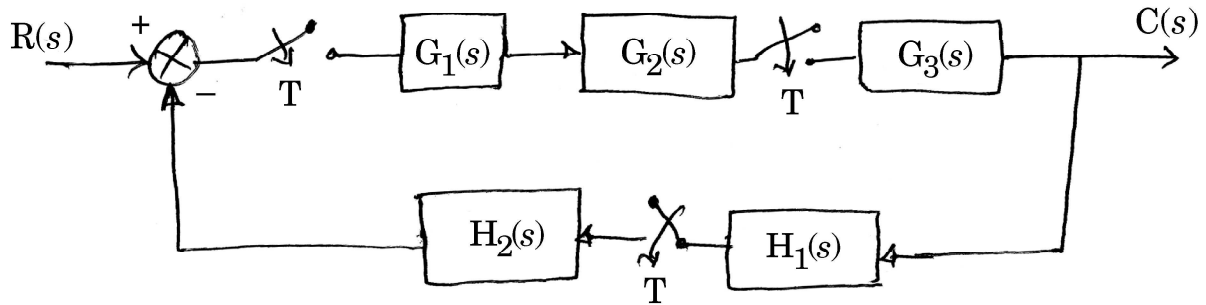 R(s) + − T G₁(s) G₂(s) T G₃(s) C(s)
H₂(s) T H₁(s)